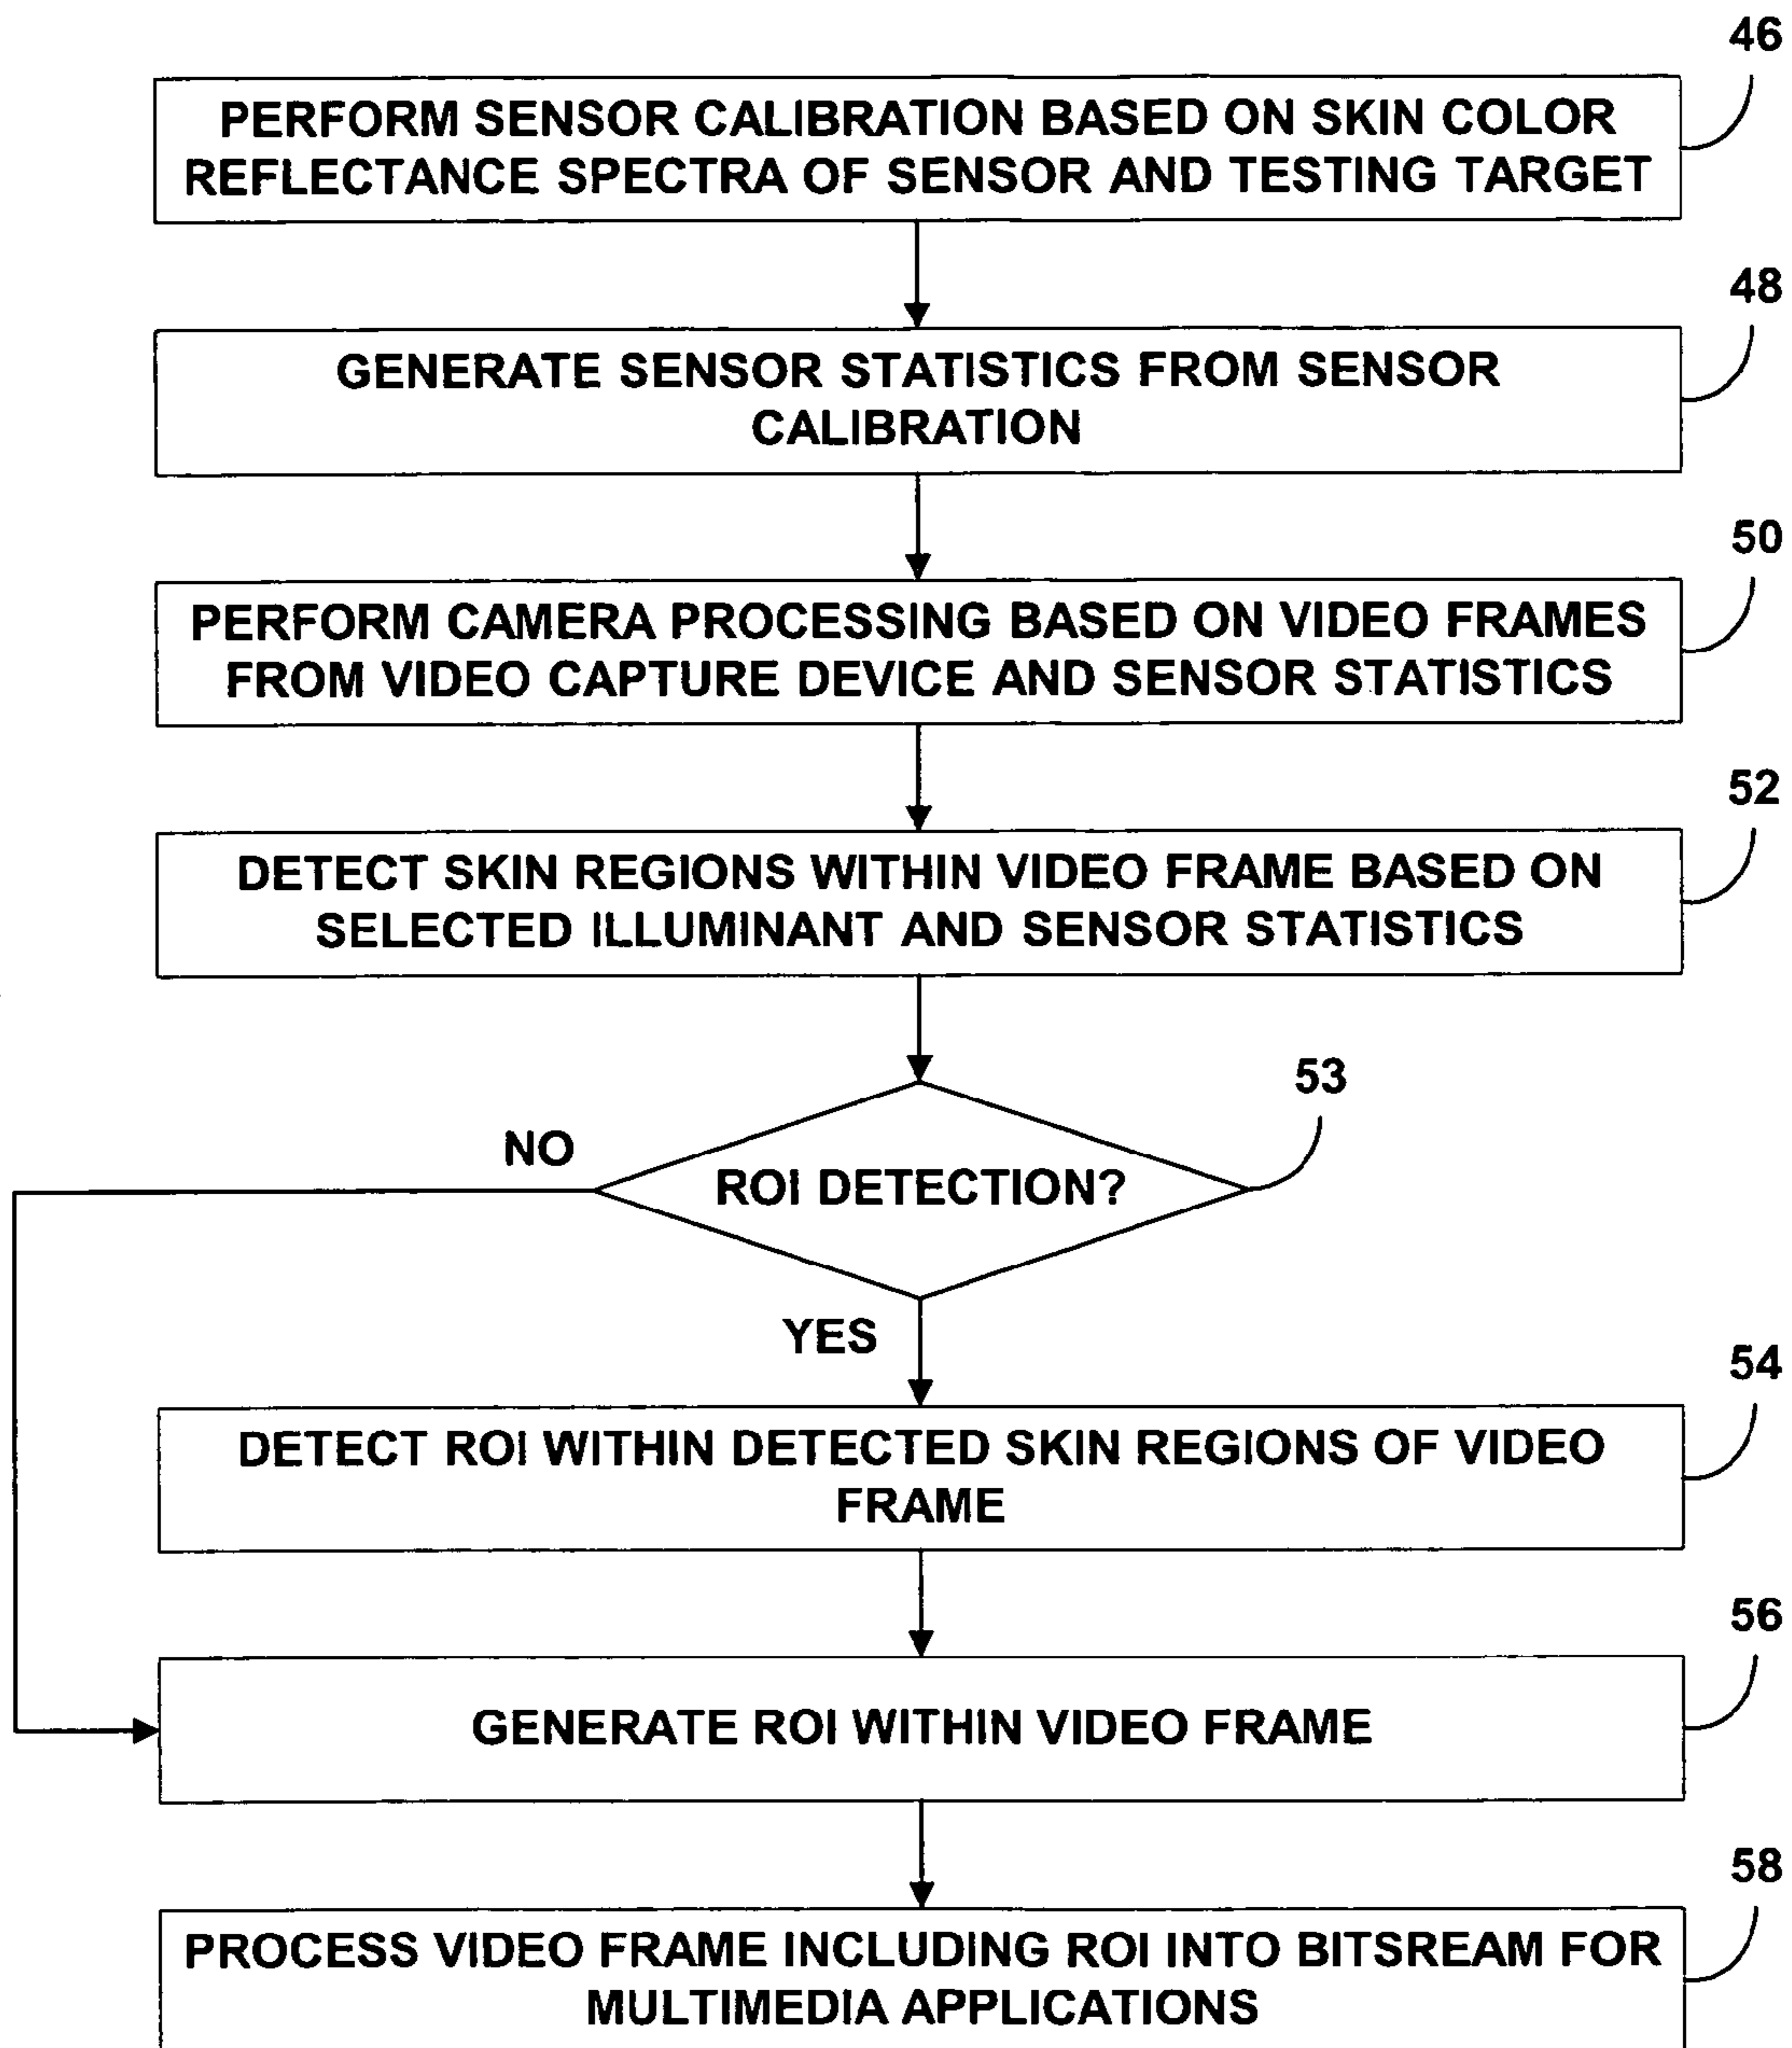 46
PERFORM SENSOR CALIBRATION BASED ON SKIN COLOR
REFLECTANCE SPECTRA OF SENSOR AND TESTING TARGET
48
GENERATE SENSOR STATISTICS FROM SENSOR
CALIBRATION
50
PERFORM CAMERA PROCESSING BASED ON VIDEO FRAMES
FROM VIDEO CAPTURE DEVICE AND SENSOR STATISTICS
52
DETECT SKIN REGIONS WITHIN VIDEO FRAME BASED ON
SELECTED ILLUMINANT AND SENSOR STATISTICS
53
NO
ROI DETECTION?
YES
54
DETECT ROI WITHIN DETECTED SKIN REGIONS OF VIDEO
FRAME
56
GENERATE ROI WITHIN VIDEO FRAME
58
PROCESS VIDEO FRAME INCLUDING ROI INTO BITSREAM FOR
MULTIMEDIA APPLICATIONS